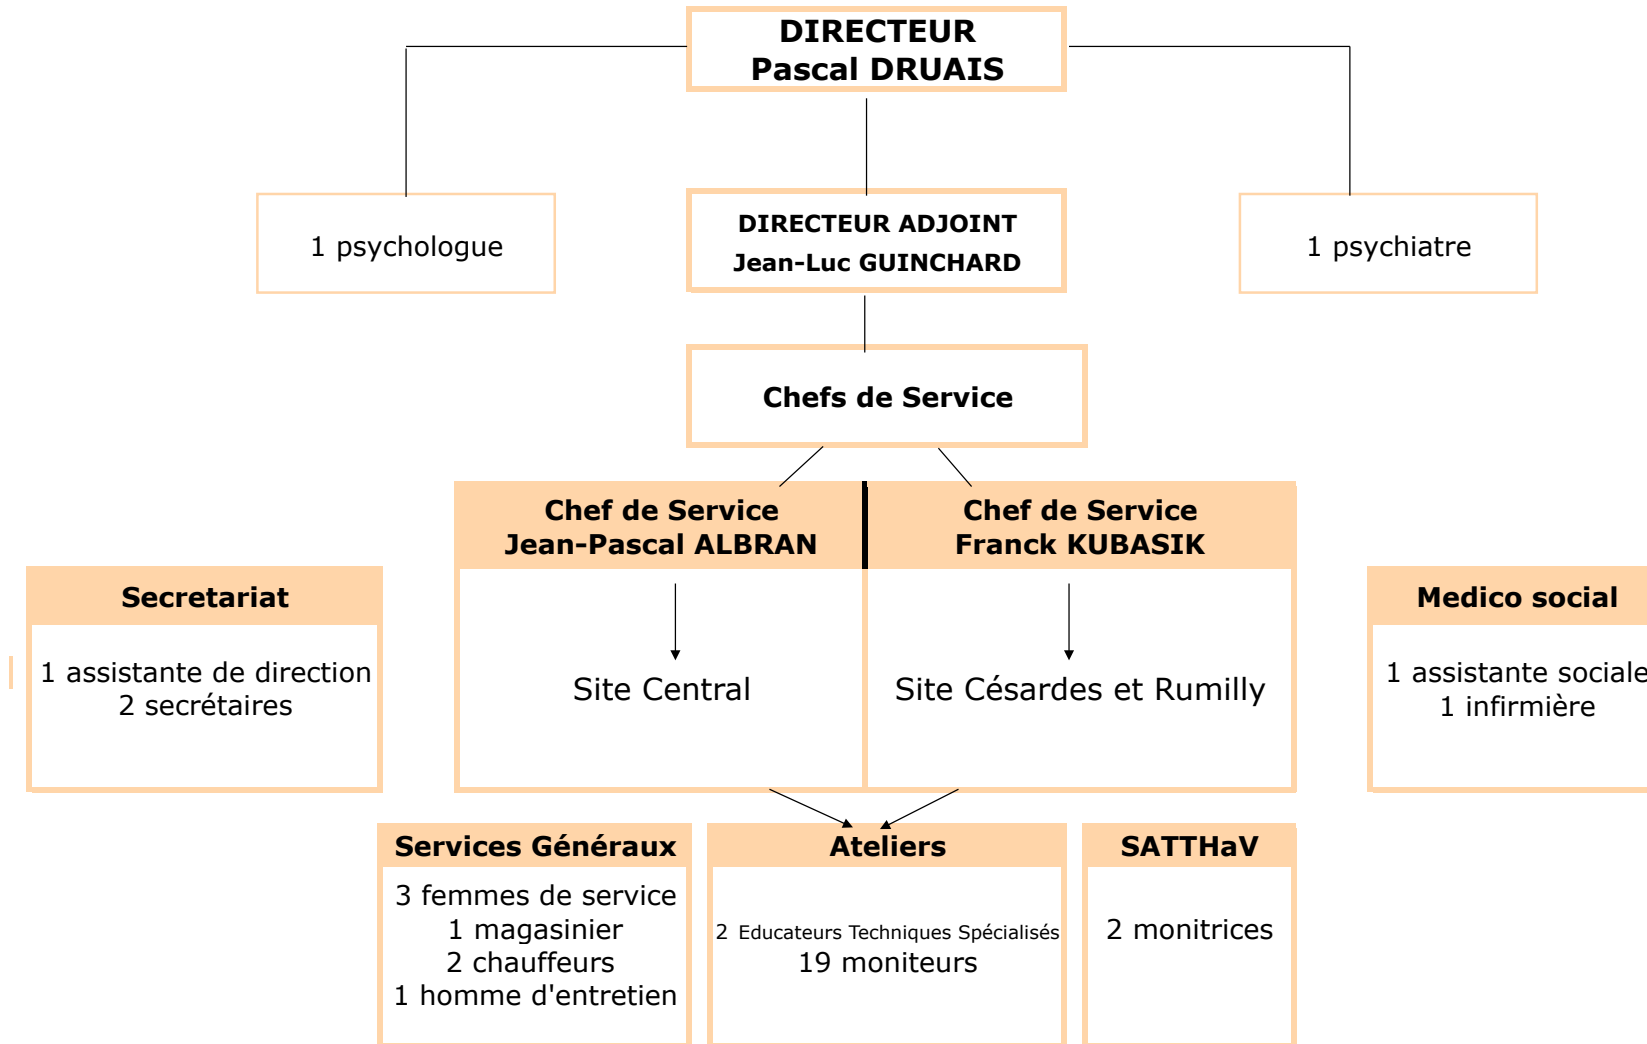 DIRECTEUR
Pascal DRUAIS
1 psychologue
DIRECTEUR ADJOINT
Jean-Luc GUINCHARD
1 psychiatre
Chefs de Service
Chef de Service
Jean-Pascal ALBRAN
Chef de Service
Franck KUBASIK
Site Central
Site Césardes et Rumilly
Secretariat
1 assistante de direction
2 secrétaires
Medico social
1 assistante sociale
1 infirmière
Services Généraux
3 femmes de service
1 magasinier
2 chauffeurs
1 homme d'entretien
Ateliers
2 Educateurs Techniques Spécialisés
19 moniteurs
SATTHaV
2 monitrices